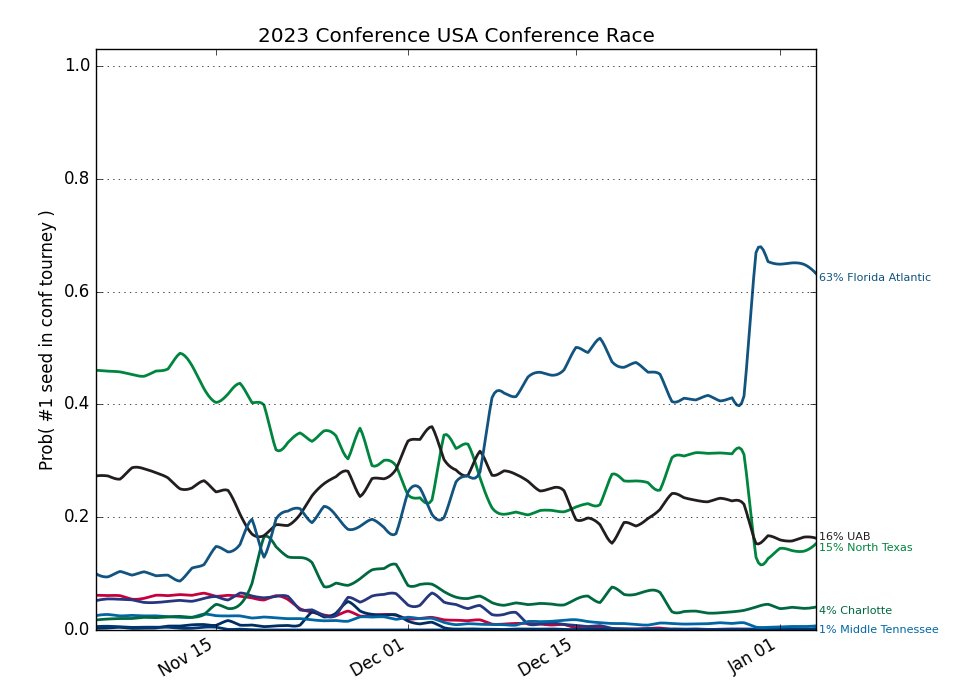 2023 Conference USA Conference Race
Prob( #1 seed in conf tourney )
1.0
0.8
0.6
0.4
0.2
0.0
63% Florida Atlantic
16% UAB
15% North Texas
4% Charlotte
1% Middle Tennessee
Nov 15
Dec 01
Dec 15
Jan 01